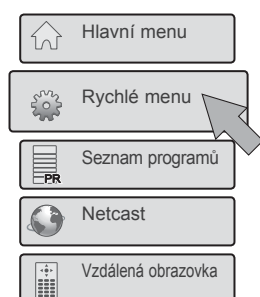 Hlavní menu
Rychlé menu
Seznam programů
PR
Netcast
Vzdálená obrazovka